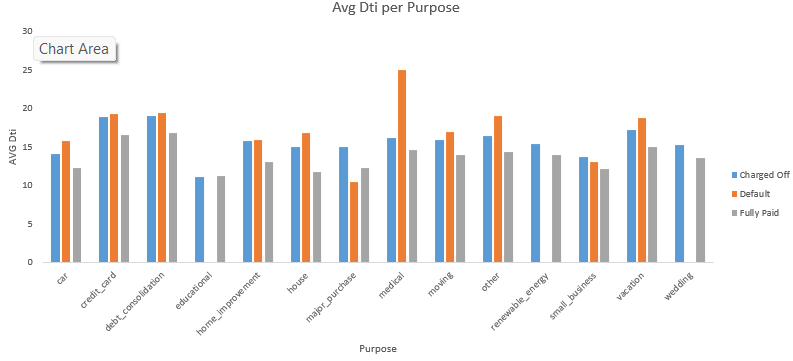 Avg Dti per Purpose
Chart Area
30
25
20
15
10
5
0
AVG Dti
car
credit_card
debt_consolidation
educational
home_improvement
house
major_purchase
medical
moving
other
renewable_energy
small_business
vacation
wedding
Purpose
Charged Off
Default
Fully Paid